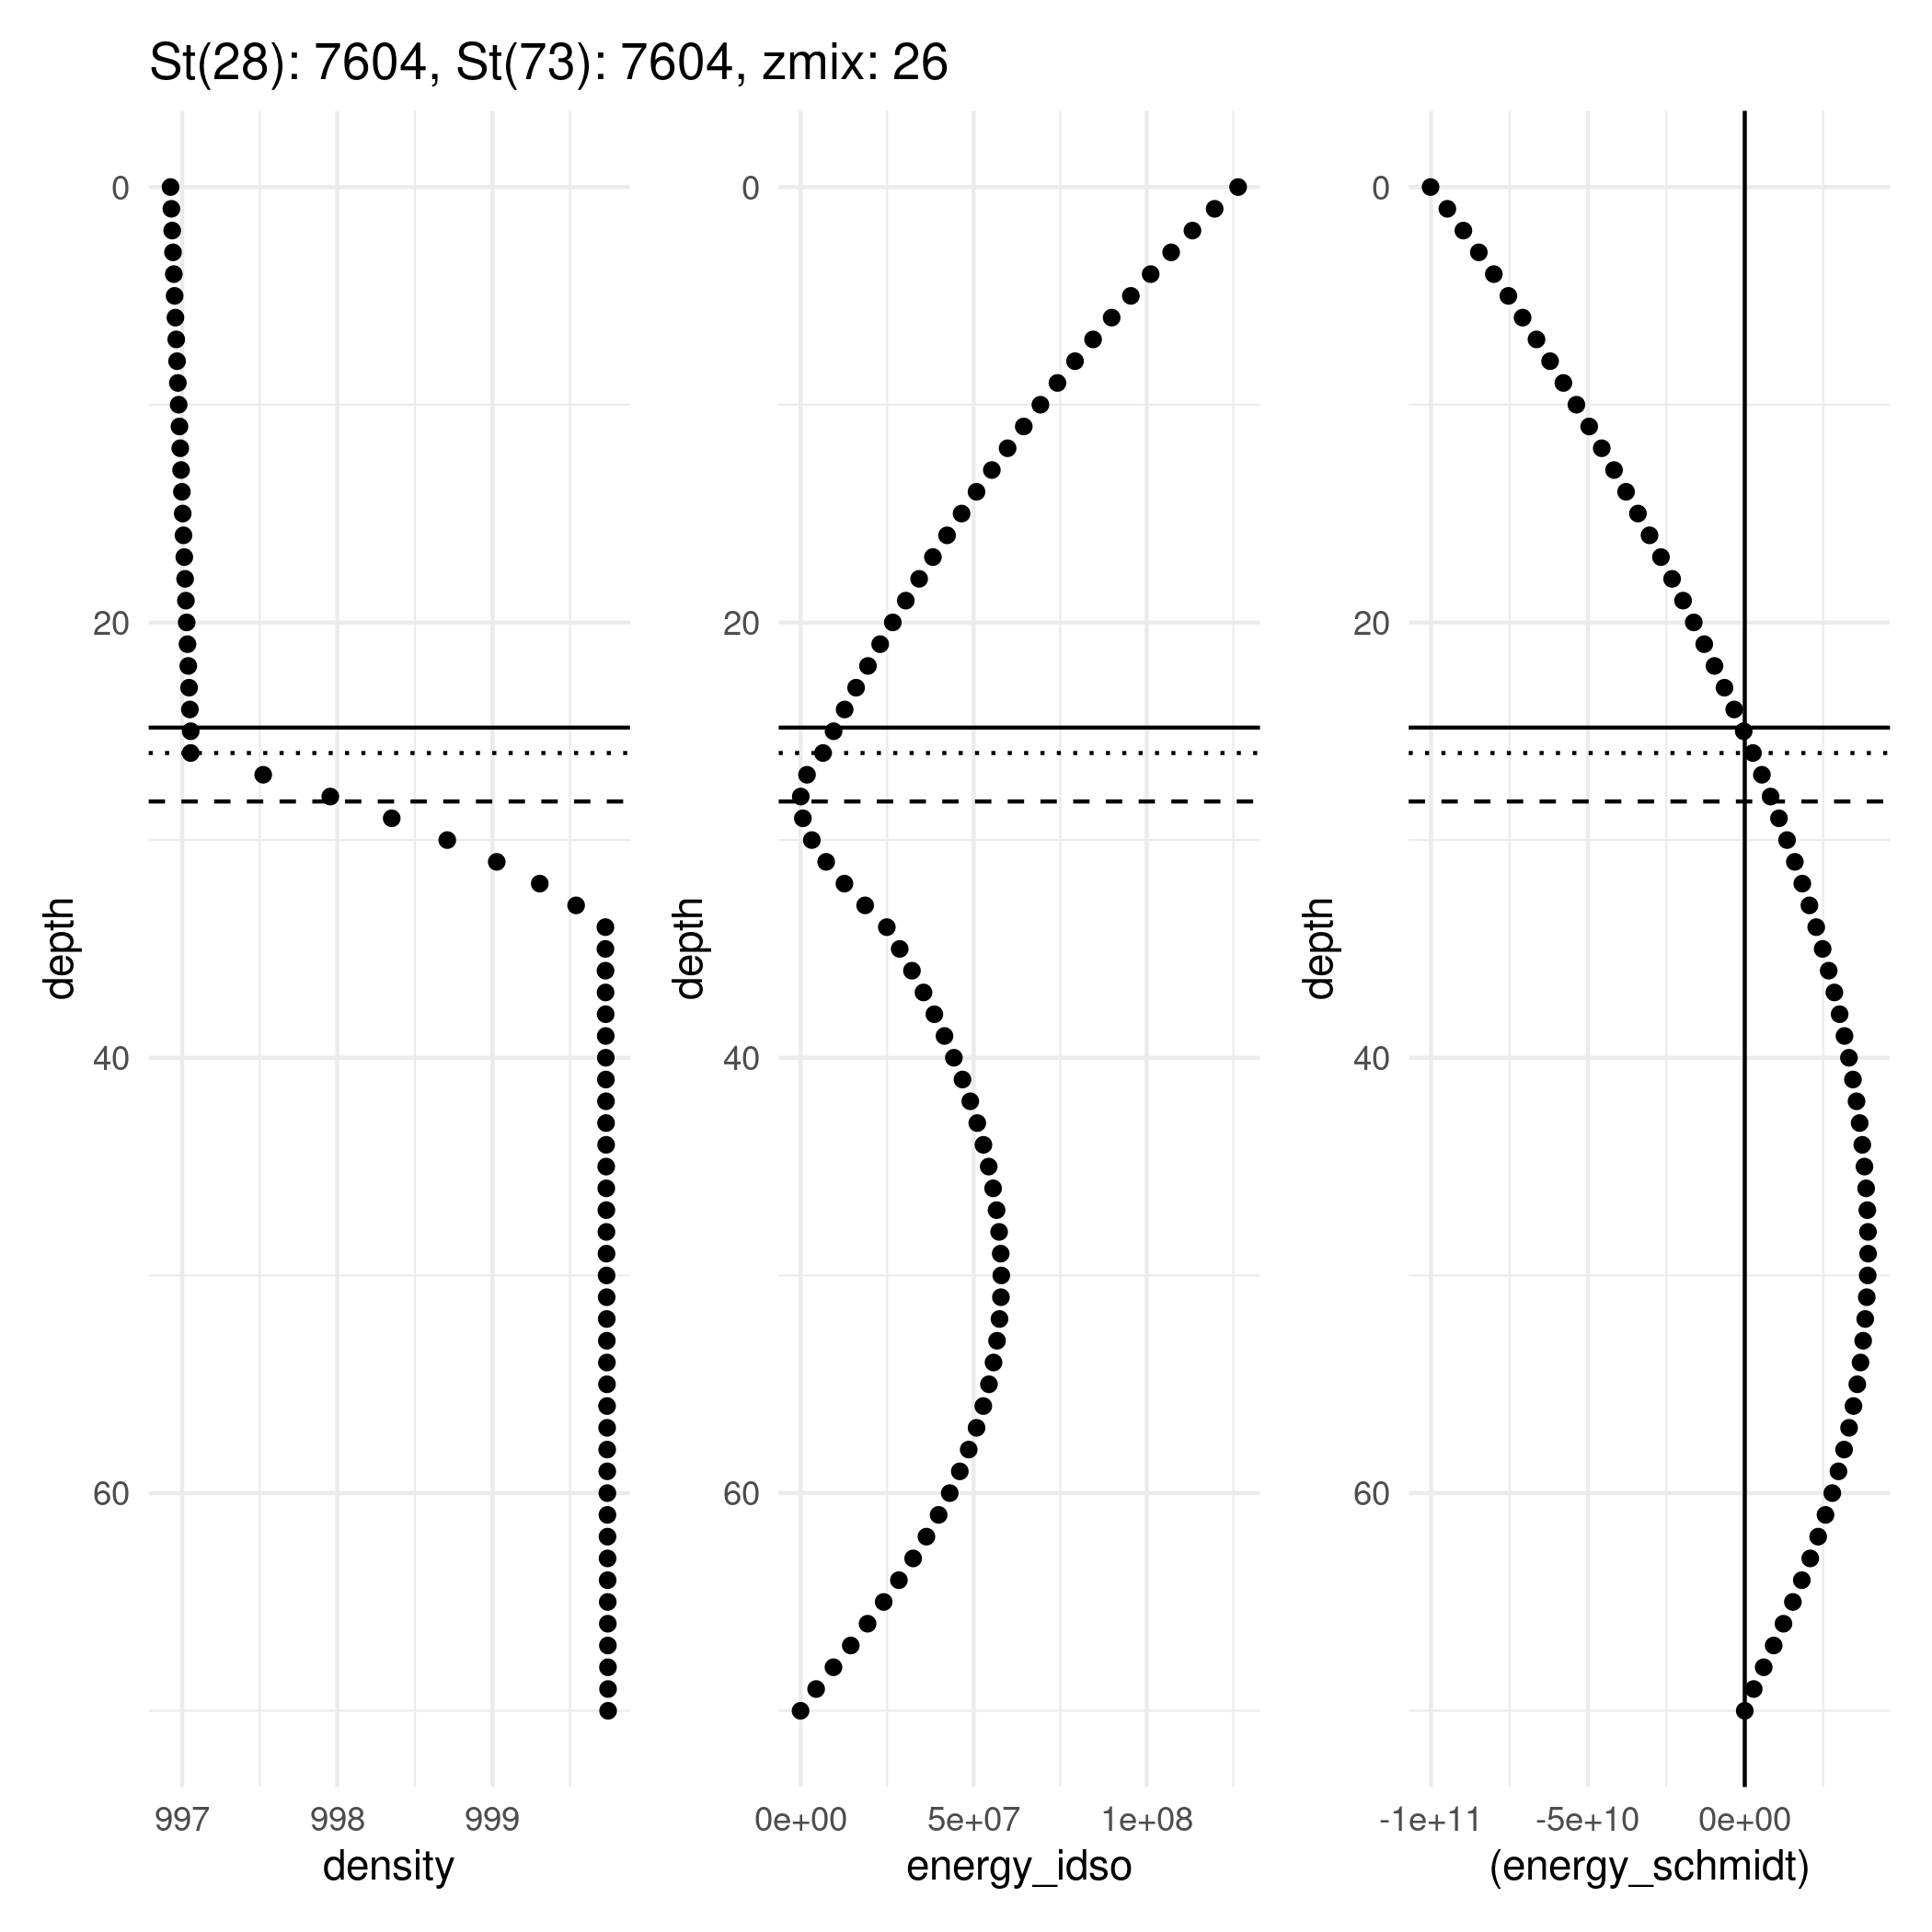 St(28): 7604, St(73): 7604, zmix: 26
0
20
40
60
depth
997 998 999
density
0
20
40
60
depth
0e+00 5e+07 1e+08
energy_idso
0
20
40
60
depth
-1e+11 -5e+10 0e+00
(energy_schmidt)